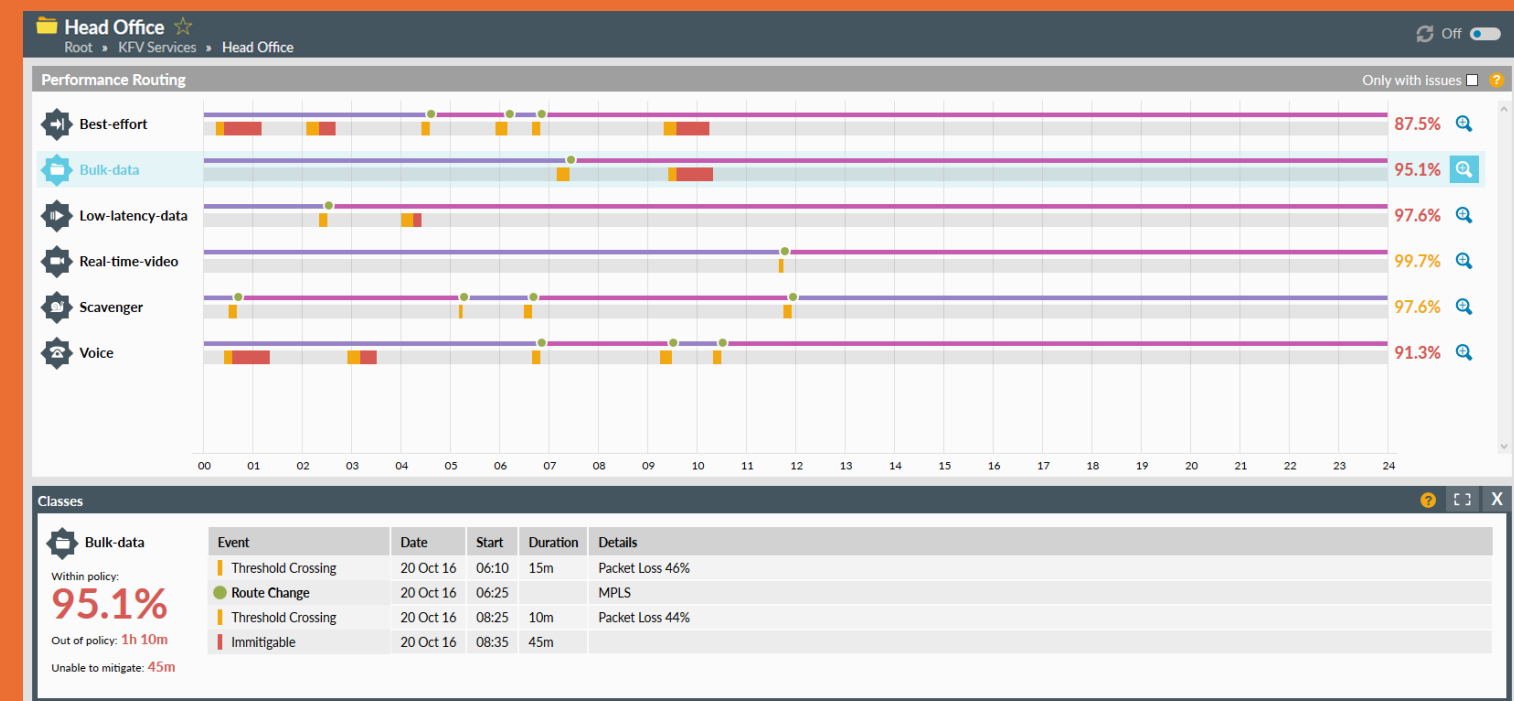 Head Office
Root » KFV Services » Head Office
Off
Performance Routing
Only with issues
?
Best-effort
87.5%
Bulk-data
95.1%
Low-latency-data
97.6%
Real-time-video
99.7%
Scavenger
97.6%
Voice
91.3%
00 01 02 03 04 05 06 07 08 09 10 11 12 13 14 15 16 17 18 19 20 21 22 23 24
Classes
? X
Bulk-data
Within policy:
95.1%
Out of policy: 1h 10m
Unable to mitigate: 45m
Event Date Start Duration Details
Threshold Crossing 20 Oct 16 06:10 15m Packet Loss 46%
Route Change 20 Oct 16 06:25 MPLS
Threshold Crossing 20 Oct 16 08:25 10m Packet Loss 44%
Immitigable 20 Oct 16 08:35 45m